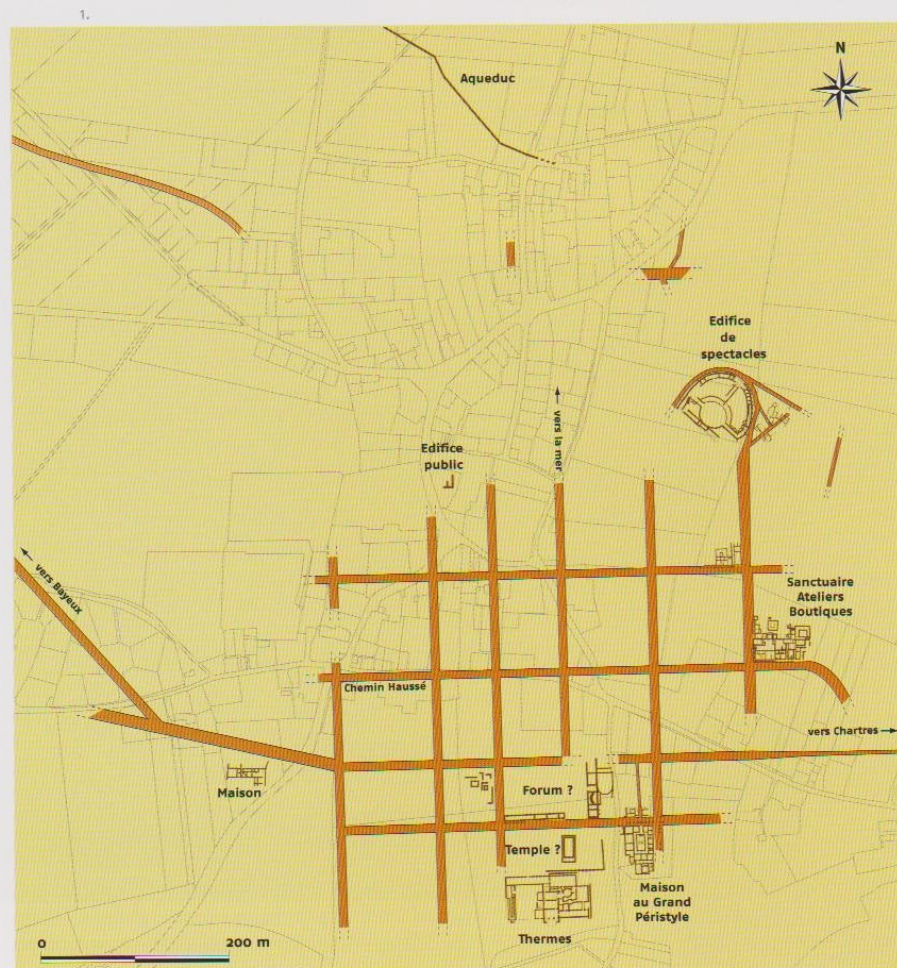 1.
N
Aqueduc
Edifice
de
spectacles
vers la mer
Edifice
public
vers Bayeux
Sanctuaire
Ateliers
Boutiques
Chemin Haussé
vers Chartres
Maison
Forum ?
Temple ?
Maison
au Grand
Péristyle
Thermes
0 200 m